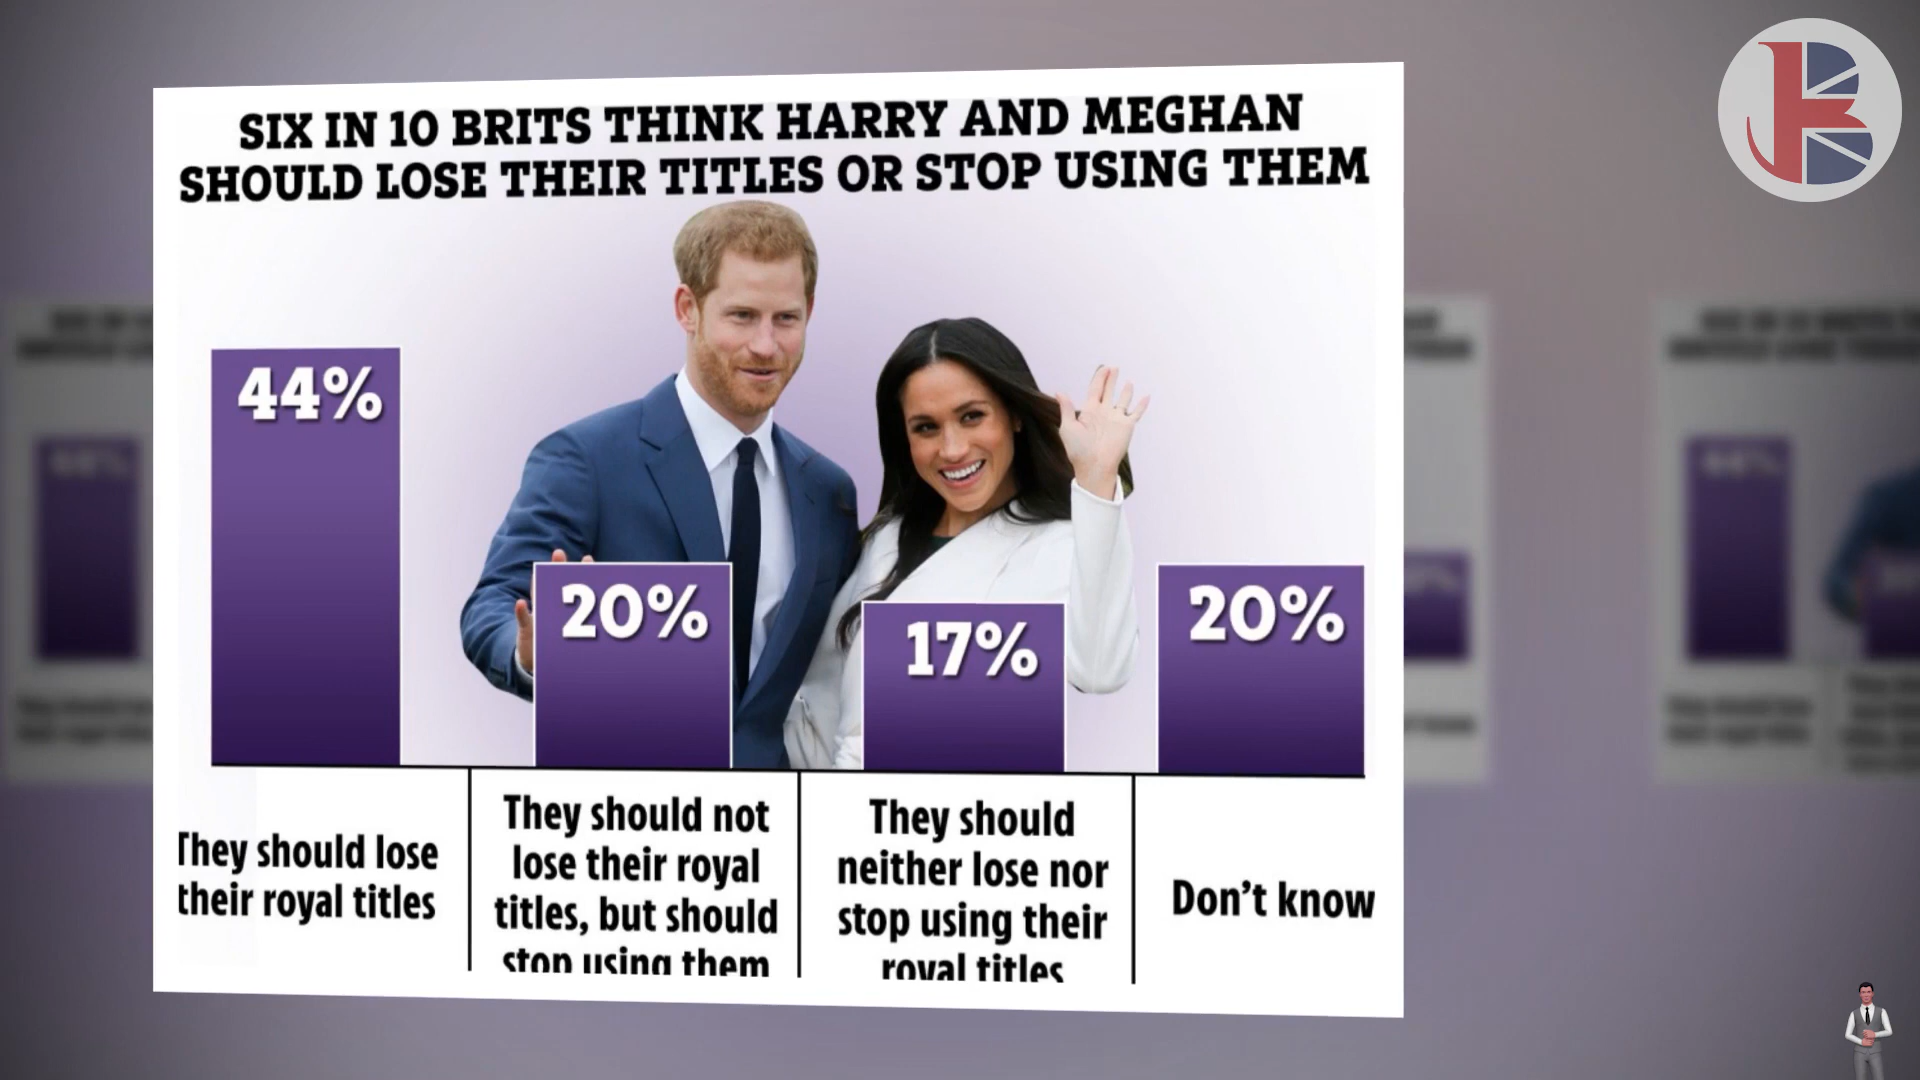 SIX IN 10 BRITS THINK HARRY AND MEGHAN
SHOULD LOSE THEIR TITLES OR STOP USING THEM
44%
20%
17%
20%
They should lose
their royal titles
They should not
lose their royal
titles, but should
stop using them
They should
neither lose nor
stop using their
royal titles
Don't know